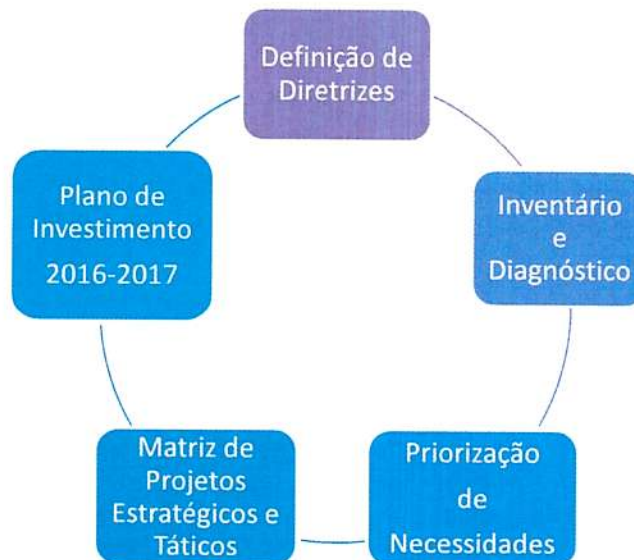 Definição de
Diretrizes
Inventário
e
Diagnóstico
Priorização
de
Necessidades
Matriz de
Projetos
Estratégicos e
Táticos
Plano de
Investimento
2016-2017